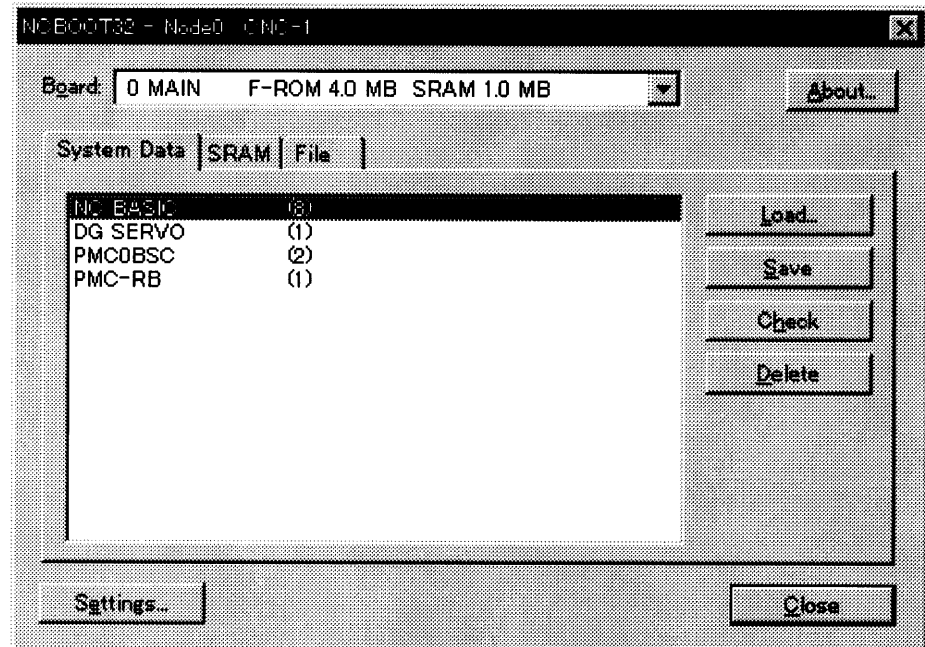 NCBOOT32 - Node0 CNC-1
Board: 0 MAIN F-ROM 4.0 MB SRAM 1.0 MB About...
System Data SRAM File
NC BASIC (8) Load...
DG SERVO (1)
PMC0BSC (2) Save
PMC-RB (1)
Check
Delete
Settings... Close